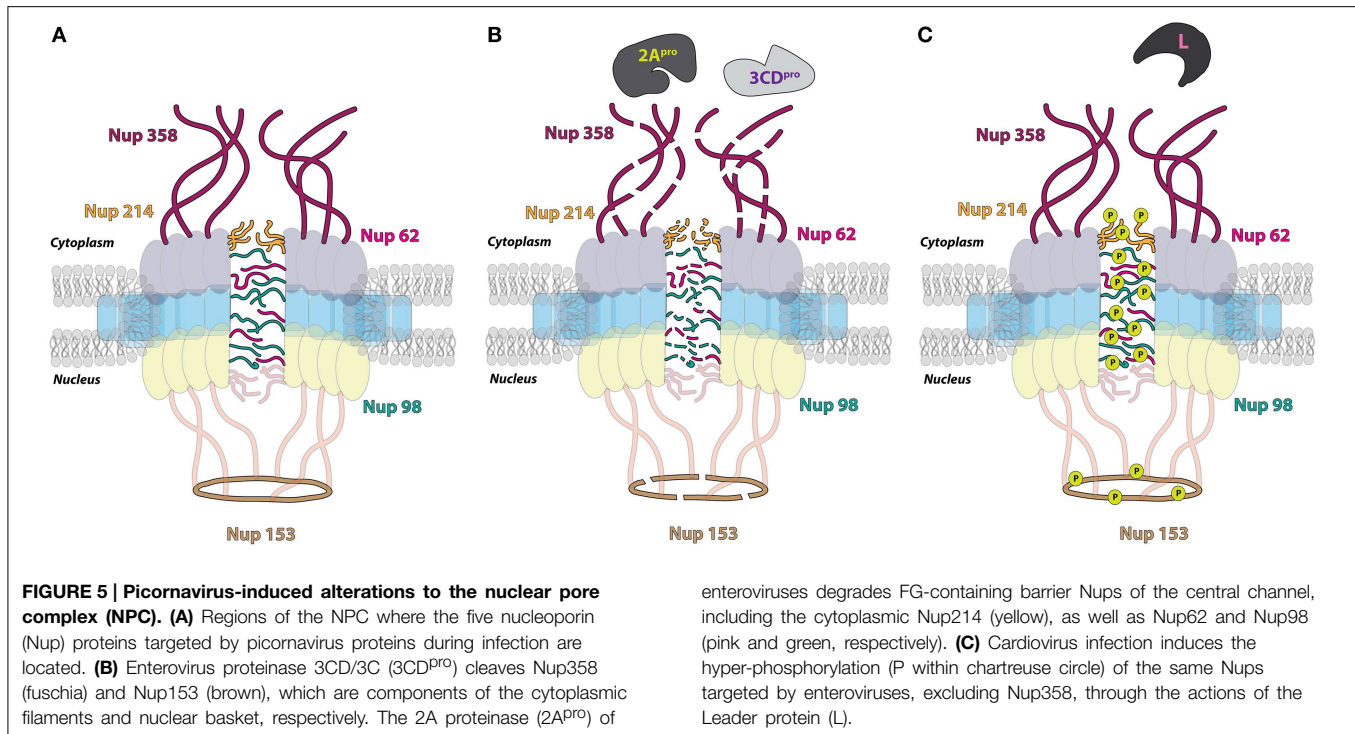 A
Nup 358
Nup 214
Cytoplasm
Nup 62
Nucleus
Nup 98
Nup 153
B
2Apro
3CDpro
Nup 358
Nup 214
Cytoplasm
Nup 62
Nucleus
Nup 98
Nup 153
C
L
Nup 358
Nup 214
P
P
P
Cytoplasm
Nup 62
P
P
P
P
P
P
P
P
P
P
Nucleus
Nup 98
P
P
P
P
Nup 153
FIGURE 5 | Picornavirus-induced alterations to the nuclear pore
complex (NPC). (A) Regions of the NPC where the five nucleoporin
(Nup) proteins targeted by picornavirus proteins during infection are
located. (B) Enterovirus proteinase 3CD/3C (3CDpro) cleaves Nup358
(fuschia) and Nup153 (brown), which are components of the cytoplasmic
filaments and nuclear basket, respectively. The 2A proteinase (2Apro) of
enteroviruses degrades FG-containing barrier Nups of the central channel,
including the cytoplasmic Nup214 (yellow), as well as Nup62 and Nup98
(pink and green, respectively). (C) Cardiovirus infection induces the
hyper-phosphorylation (P within chartreuse circle) of the same Nups
targeted by enteroviruses, excluding Nup358, through the actions of the
Leader protein (L).